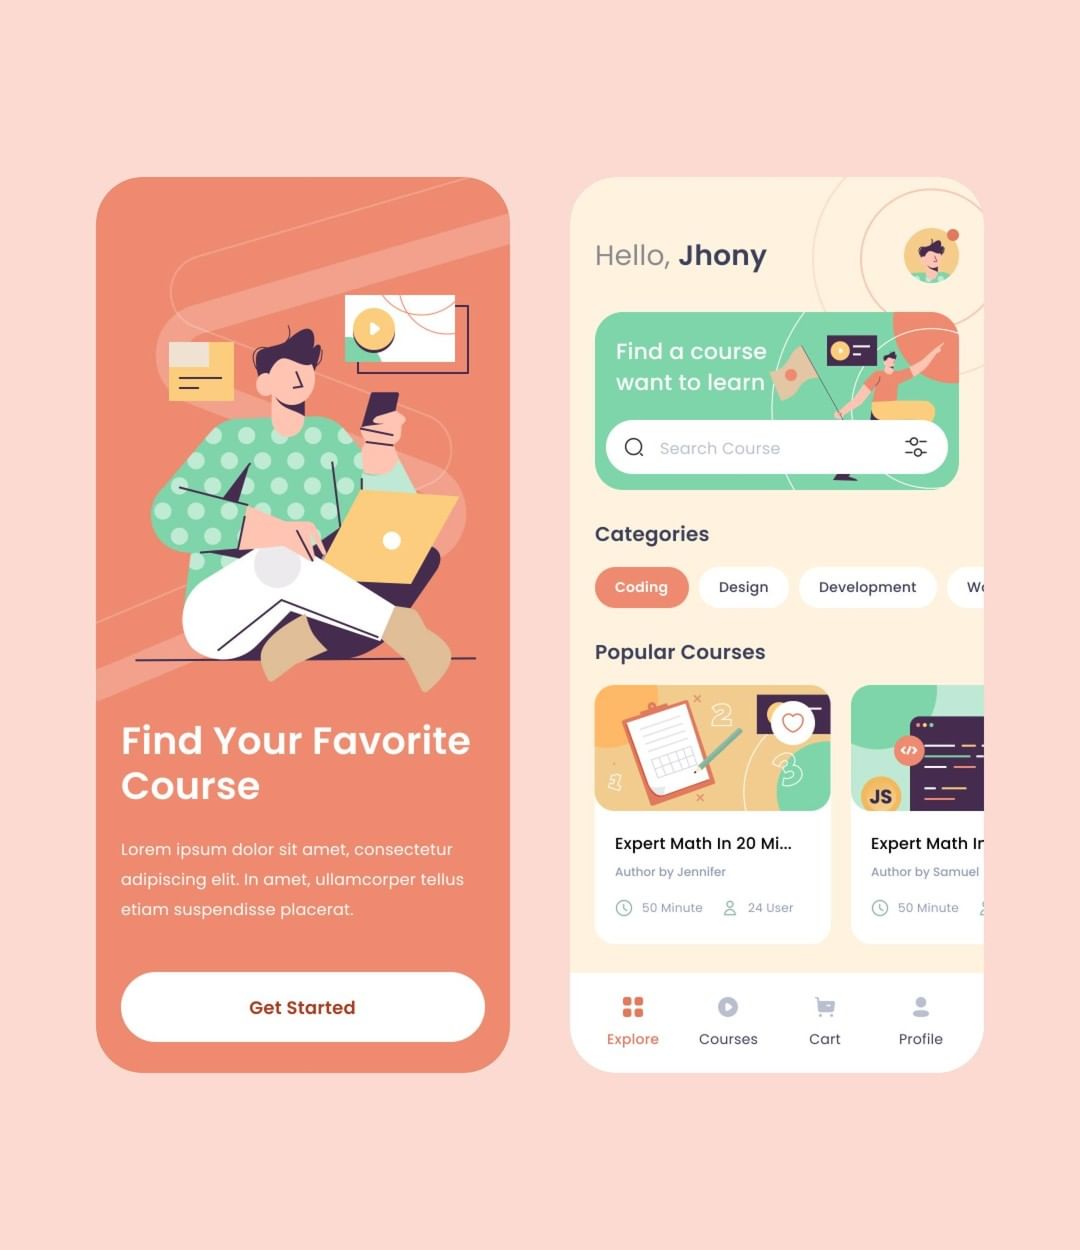 Find Your Favorite
Course
Lorem ipsum dolor sit amet, consectetur
adipiscing elit. In amet, ullamcorper tellus
etiam suspendisse placerat.
Get Started
Hello, Jhony
Find a course
want to learn
Search Course
Categories
Coding
Design
Development
Popular Courses
1
2
3
Expert Math In 20 Mi...
Author by Jennifer
50 Minute
24 User
JS
Expert Math
Author by Samuel
50 Minute
Explore
Courses
Cart
Profile